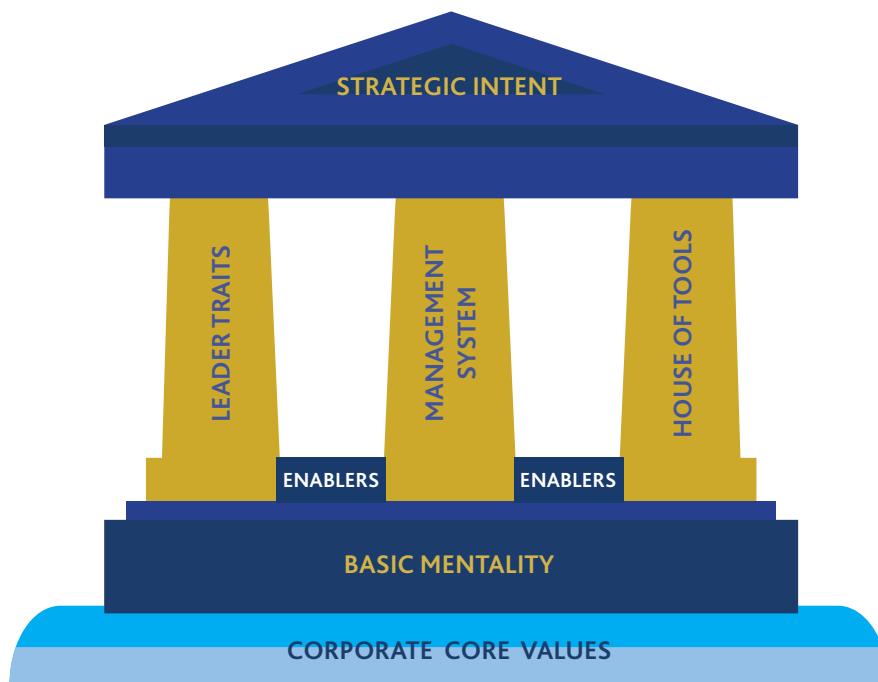 STRATEGIC INTENT
LEADER TRAITS
MANAGEMENT
SYSTEM
HOUSE OF TOOLS
ENABLERS
ENABLERS
BASIC MENTALITY
CORPORATE CORE VALUES